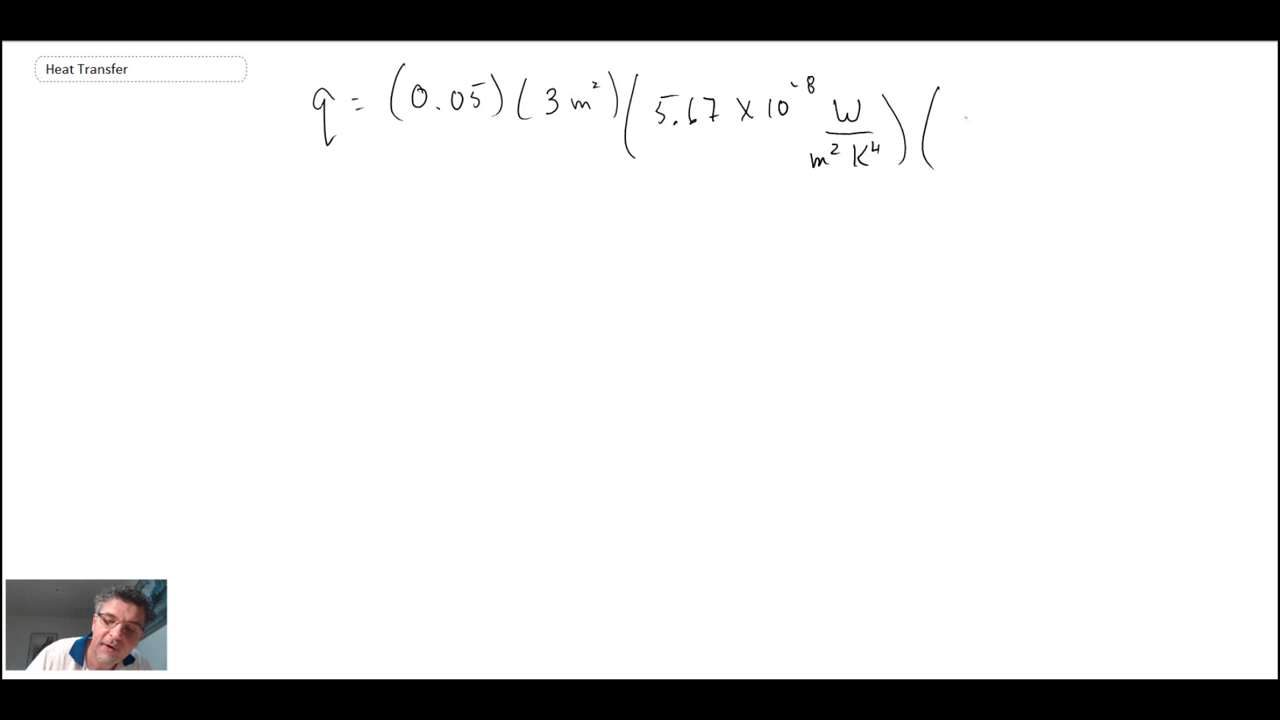 Heat Transfer
q = (0.05)(3 m²)(5.67 × 10⁻⁸ W/m² K⁴)(